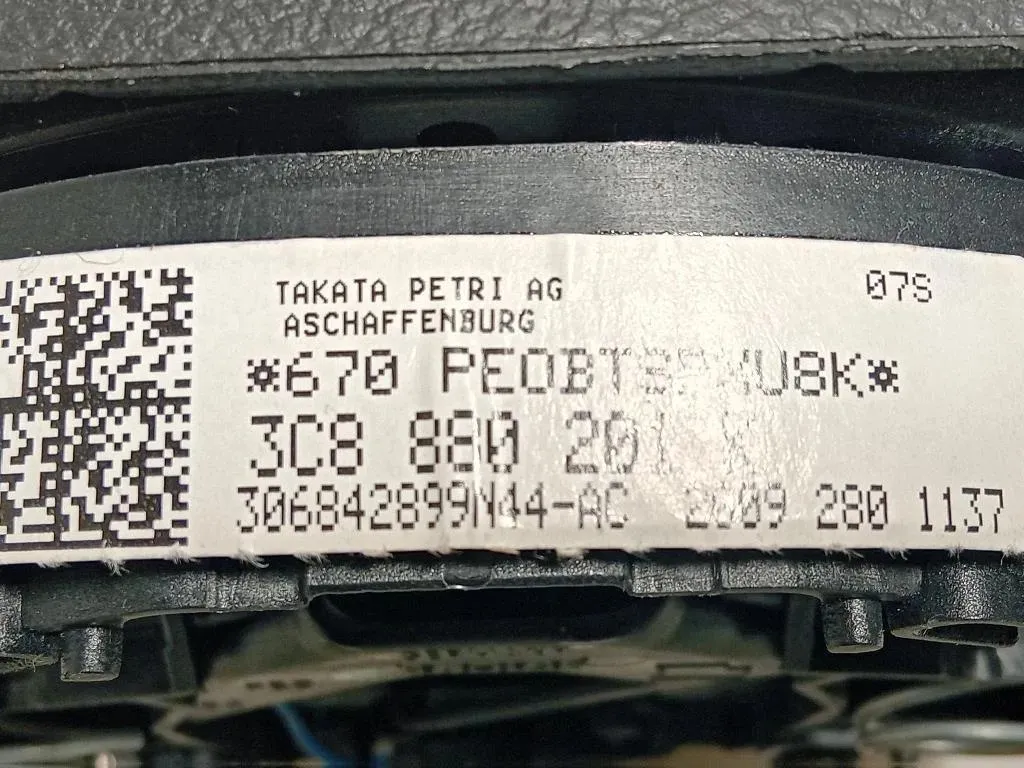 TAKATA PETRI AG
07S
ASCHAFFENBURG
*670
3C8 880 201
306842899N44-AC 2009 280 1137